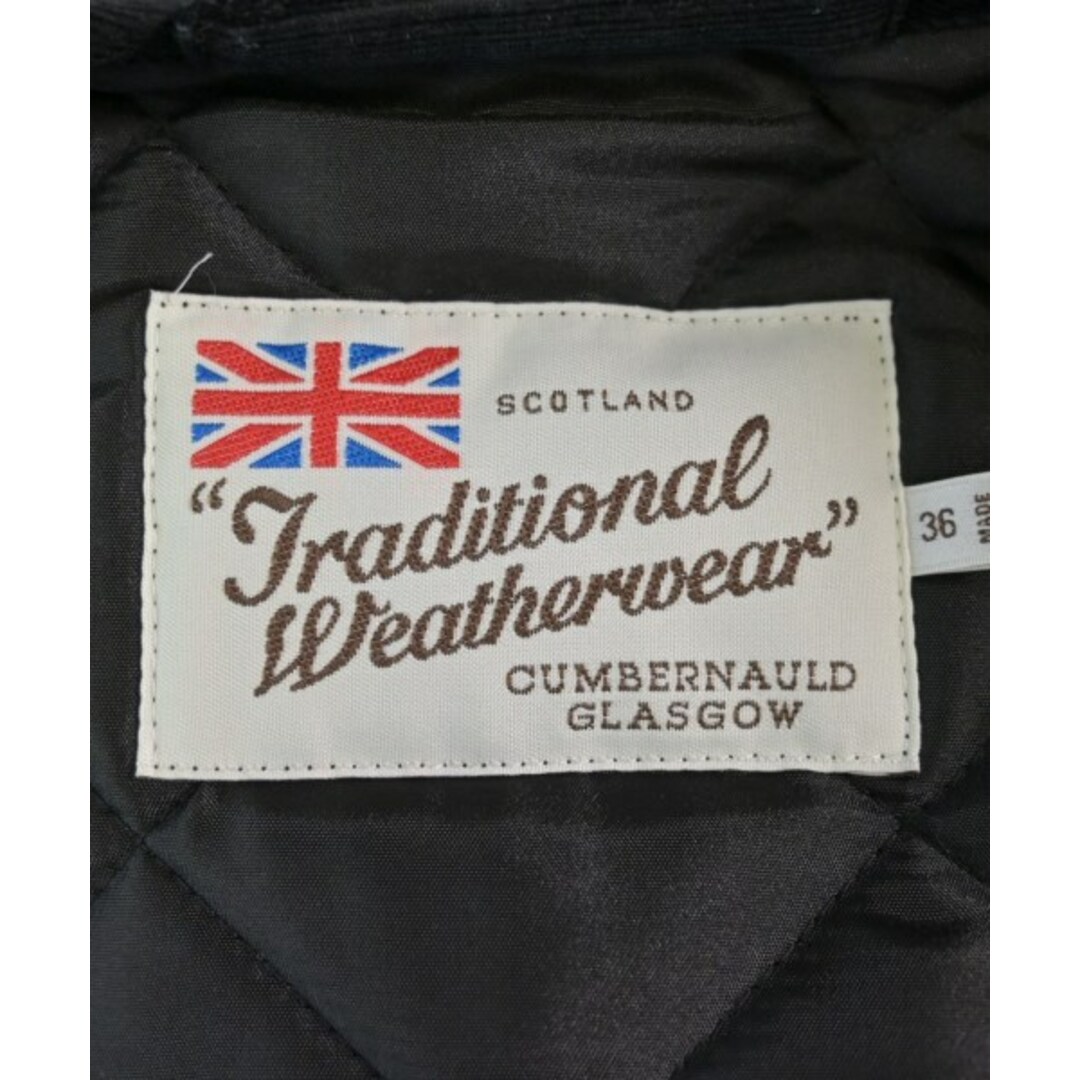 SCOTLAND
“Traditional
Weatherwear”
CUMBERNAULD
GLASGOW
36
MADE